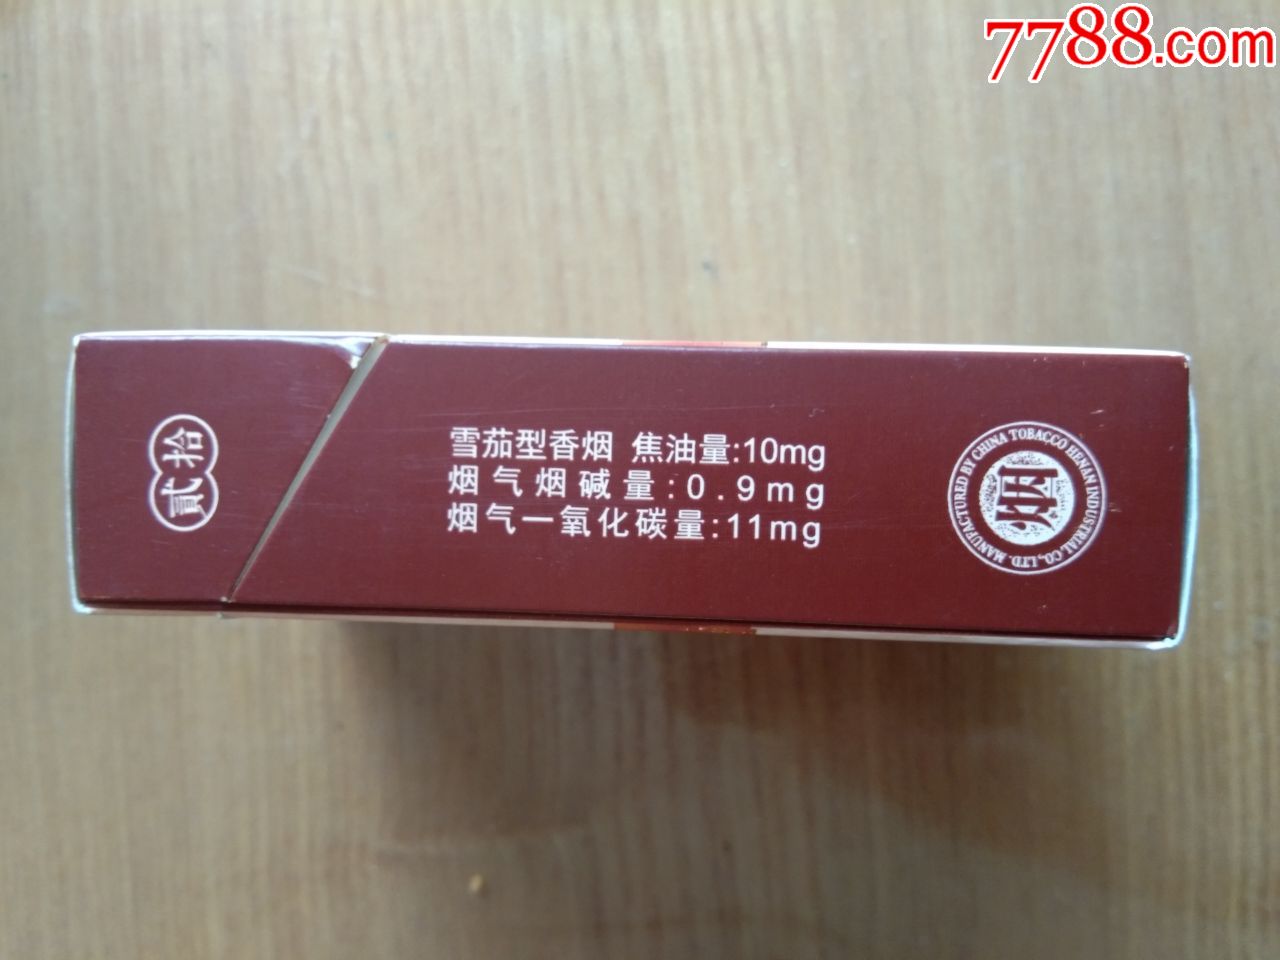 7788.com
贰拾
雪茄型香烟 焦油量:10mg
烟气烟碱量:0.9mg
烟气一氧化碳量:11mg
MANUFACTURED BY CHINA TOBACCO HENAN INDUSTRIAL CO.,LTD.
烟